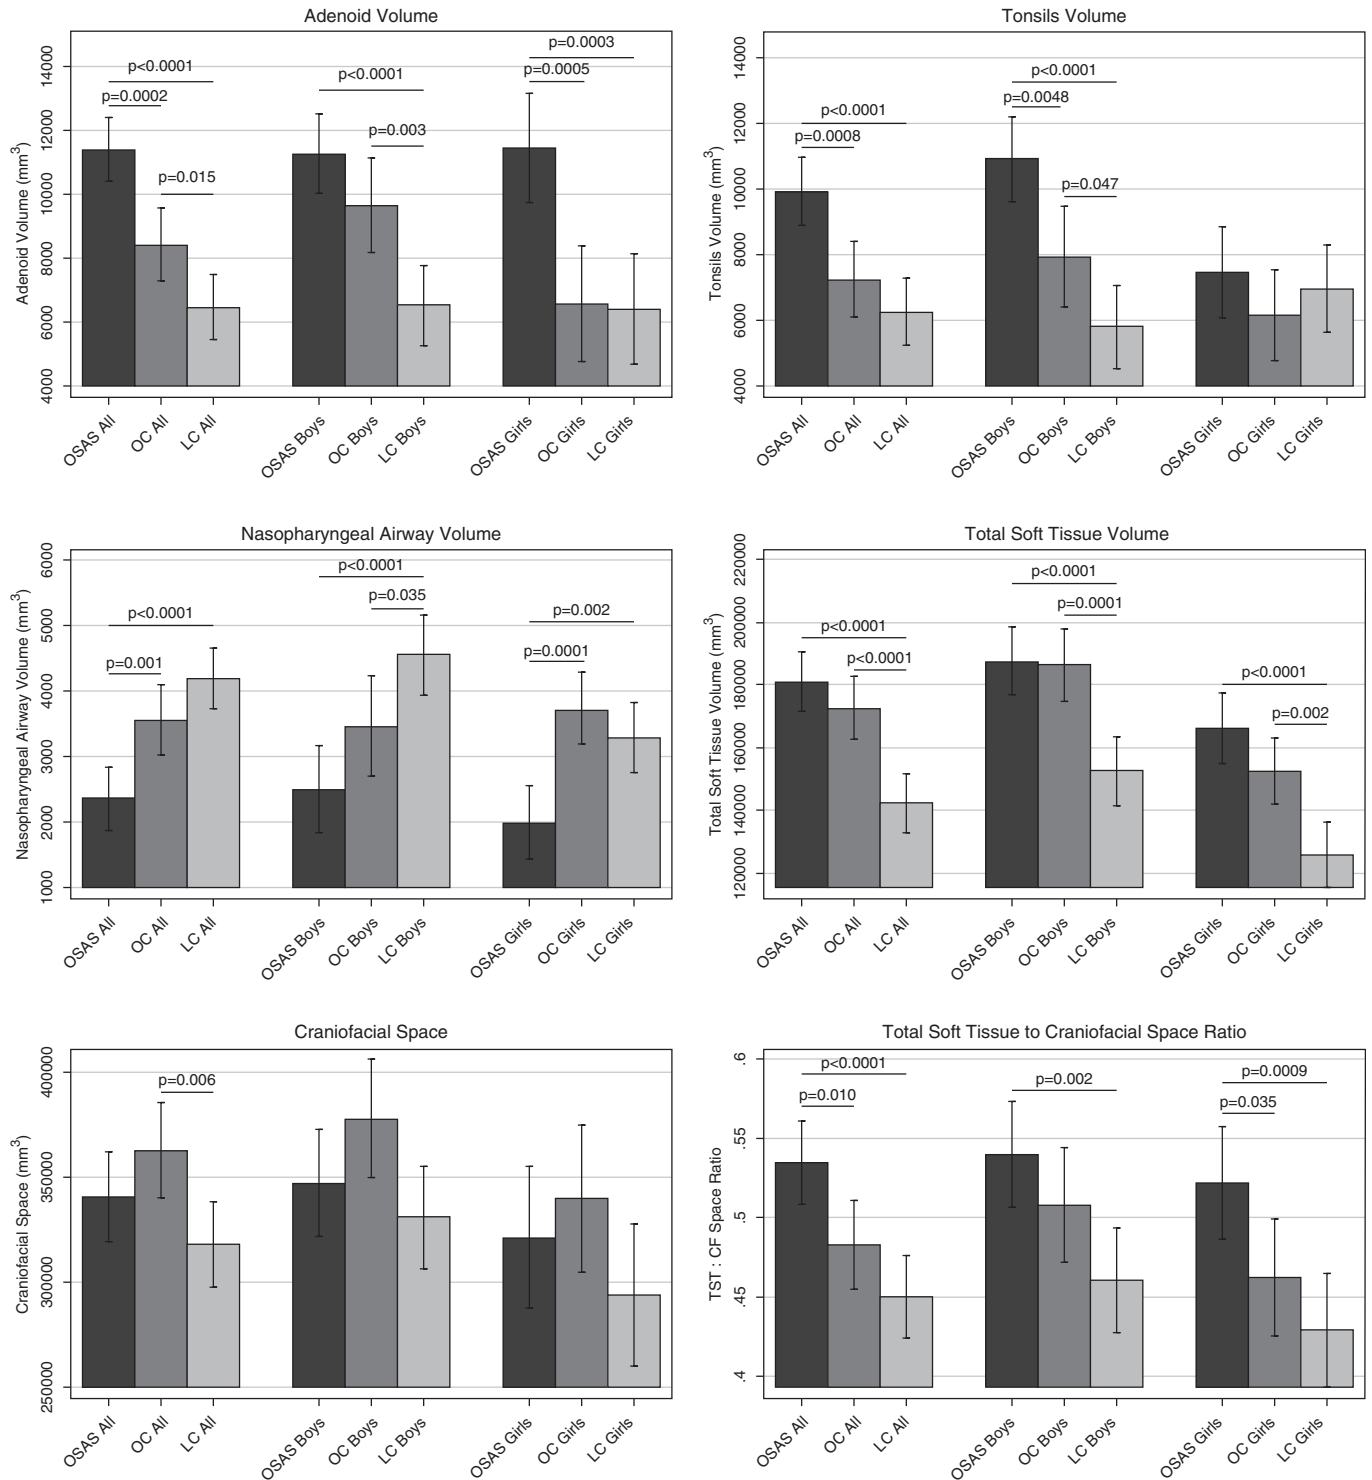 Adenoid Volume
Adenoid Volume (mm3)
14000
12000
10000
8000
6000
4000
p<0.0001
p=0.0002
p=0.015
p<0.0001
p=0.003
p=0.0003
p=0.0005
OSAS All
OC All
LC All
OSAS Boys
OC Boys
LC Boys
OSAS Girls
OC Girls
LC Girls
Tonsils Volume
Tonsils Volume (mm3)
14000
12000
10000
8000
6000
4000
p<0.0001
p=0.0008
p<0.0001
p=0.0048
p=0.047
OSAS All
OC All
LC All
OSAS Boys
OC Boys
LC Boys
OSAS Girls
OC Girls
LC Girls
Nasopharyngeal Airway Volume
Nasopharyngeal Airway Volume (mm3)
6000
5000
4000
3000
2000
1000
p<0.0001
p=0.001
p<0.0001
p=0.035
p=0.002
p=0.0001
OSAS All
OC All
LC All
OSAS Boys
OC Boys
LC Boys
OSAS Girls
OC Girls
LC Girls
Total Soft Tissue Volume
Total Soft Tissue Volume (mm3)
220000
200000
180000
160000
140000
120000
p<0.0001
p<0.0001
p<0.0001
p=0.0001
p<0.0001
p=0.002
OSAS All
OC All
LC All
OSAS Boys
OC Boys
LC Boys
OSAS Girls
OC Girls
LC Girls
Craniofacial Space
Craniofacial Space (mm3)
400000
350000
300000
250000
p=0.006
OSAS All
OC All
LC All
OSAS Boys
OC Boys
LC Boys
OSAS Girls
OC Girls
LC Girls
Total Soft Tissue to Craniofacial Space Ratio
TST : CF Space Ratio
.6
.55
.5
.45
.4
p<0.0001
p=0.010
p=0.002
p=0.0009
p=0.035
OSAS All
OC All
LC All
OSAS Boys
OC Boys
LC Boys
OSAS Girls
OC Girls
LC Girls